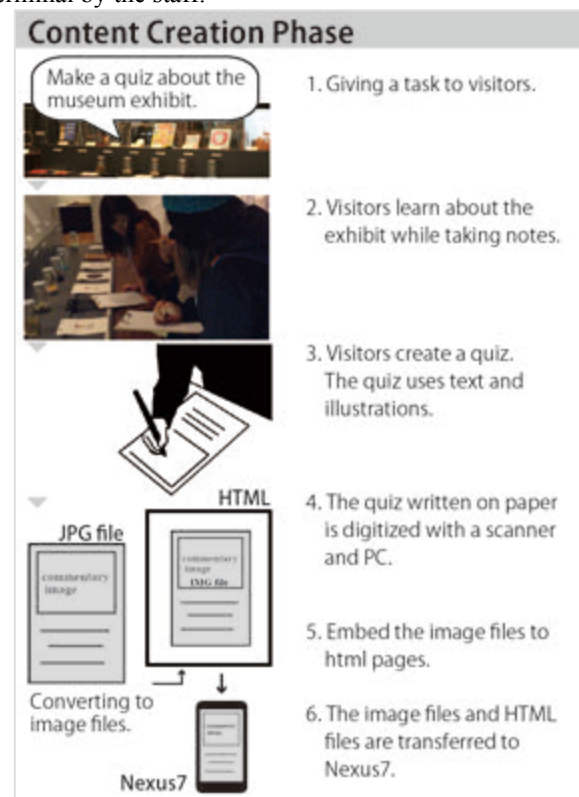 erminal by the staff.
Content Creation Phase
Make a quiz about the
museum exhibit.
1. Giving a task to visitors.
2. Visitors learn about the
exhibit while taking notes.
3. Visitors create a quiz.
The quiz uses text and
illustrations.
HTML
JPG file
commentary
image
commentary
image
IMG file
4. The quiz written on paper
is digitized with a scanner
and PC.
5. Embed the image files to
html pages.
Converting to
image files.
6. The image files and HTML
files are transferred to
Nexus7.
Nexus7